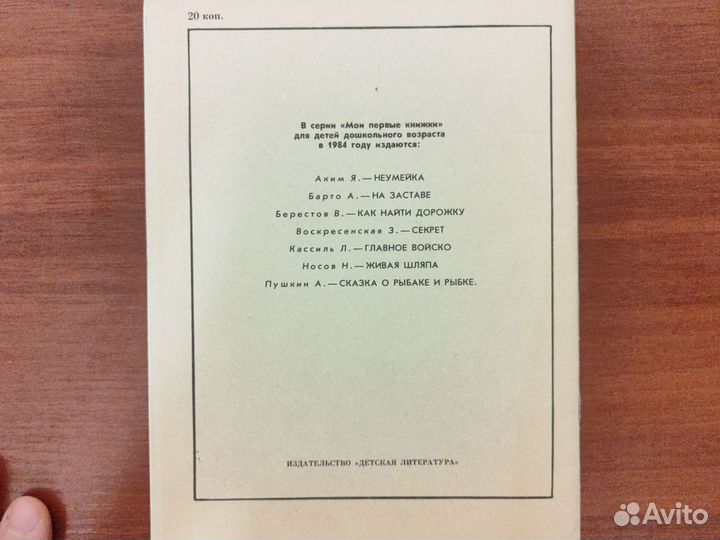 20 коп.
В серии «Мои первые книжки»
для детей дошкольного возраста
в 1984 году издаются:
Аким Я.—НЕУМЕЙКА
Барто А.—НА ЗАСТАВЕ
Берестов В.—КАК НАЙТИ ДОРОЖКУ
Воскресенская З.—СЕКРЕТ
Кассиль Л.—ГЛАВНОЕ ВОЙСКО
Носов Н.—ЖИВАЯ ШЛЯПА
Пушкин А.—СКАЗКА О РЫБАКЕ И РЫБКЕ.
ИЗДАТЕЛЬСТВО «ДЕТСКАЯ ЛИТЕРАТУРА»
Avito